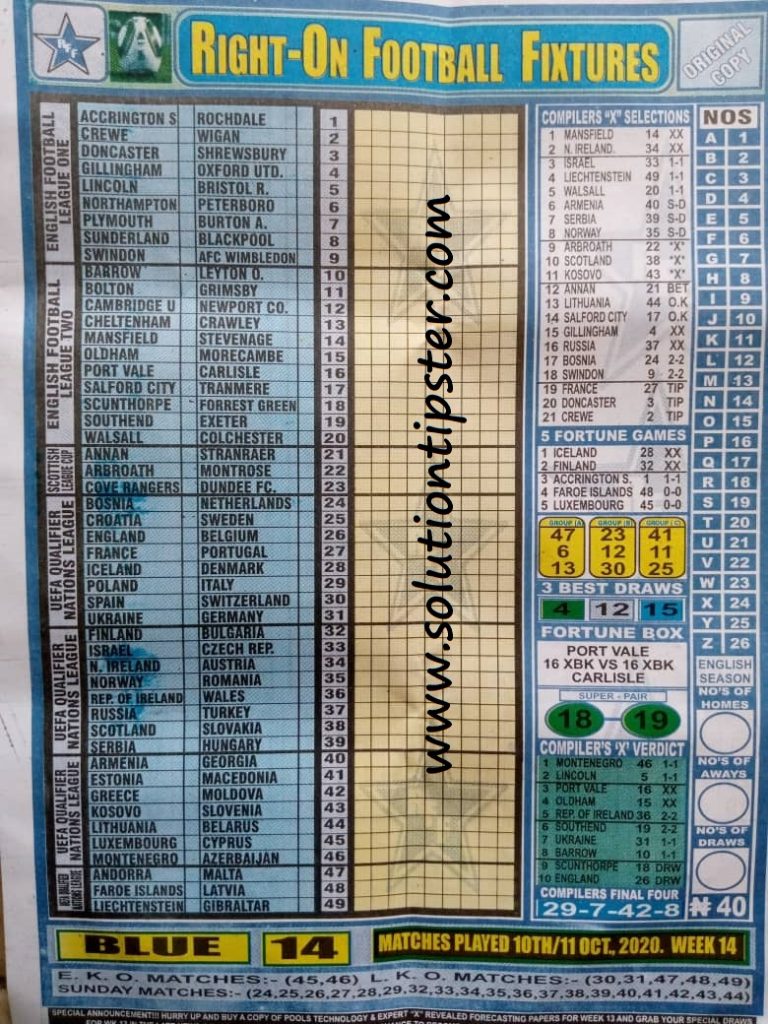 RIGHT-ON FOOTBALL FIXTURES
ORIGINAL COPY
ENGLISH FOOTBALL LEAGUE ONE
ACCRINGTON S ROCHDALE 1
CREWE WIGAN 2
DONCASTER SHREWSBURY 3
GILLINGHAM OXFORD UTD. 4
LINCOLN BRISTOL R. 5
NORTHAMPTON PETERBORO 6
PLYMOUTH BURTON A. 7
SUNDERLAND BLACKPOOL 8
SWINDON AFC WIMBLEDON 9
ENGLISH FOOTBALL LEAGUE TWO
BARROW LEYTON O. 10
BOLTON GRIMSBY 11
CAMBRIDGE U NEWPORT CO. 12
CHELTENHAM CRAWLEY 13
MANSFIELD STEVENAGE 14
OLDHAM MORECAMBE 15
PORT VALE CARLISLE 16
SALFORD CITY TRANMERE 17
SCUNTHORPE FORREST GREEN 18
SOUTHEND EXETER 19
WALSALL COLCHESTER 20
SCOTTISH LEAGUE CUP
ANNAN STRANRAER 21
ARBROATH MONTROSE 22
COVE RANGERS DUNDEE FC. 23
UEFA QUALIFIER NATIONS LEAGUE
BOSNIA NETHERLANDS 24
CROATIA SWEDEN 25
ENGLAND BELGIUM 26
FRANCE PORTUGAL 27
ICELAND DENMARK 28
POLAND ITALY 29
SPAIN SWITZERLAND 30
UKRAINE GERMANY 31
UEFA QUALIFIER NATIONS LEAGUE
FINLAND BULGARIA 32
ISRAEL CZECH REP. 33
N. IRELAND AUSTRIA 34
NORWAY ROMANIA 35
REP. OF IRELAND WALES 36
RUSSIA TURKEY 37
SCOTLAND SLOVAKIA 38
SERBIA HUNGARY 39
UEFA QUALIFIER NATIONS LEAGUE
ARMENIA GEORGIA 40
ESTONIA MACEDONIA 41
GREECE MOLDOVA 42
KOSOVO SLOVENIA 43
LITHUANIA BELARUS 44
LUXEMBOURG CYPRUS 45
MONTENEGRO AZERBAIJAN 46
NATIONS LEAGUE
ANDORRA MALTA 47
FAROE ISLANDS LATVIA 48
LIECHTENSTEIN GIBRALTAR 49
www.solutiontipster.com
COMPILERS "X" SELECTIONS
1 MANSFIELD 14 XX
2 N. IRELAND 34 XX
3 ISRAEL 33 1-1
4 LIECHTENSTEIN 49 1-1
5 WALSALL 20 1-1
6 ARMENIA 40 S-D
7 SERBIA 39 S-D
8 NORWAY 35 S-D
9 ARBROATH 22 "X"
10 SCOTLAND 38 "X"
11 KOSOVO 43 "X"
12 ANNAN 21 BET
13 LITHUANIA 44 O.K
14 SALFORD CITY 17 O.K
15 GILLINGHAM 4 XX
16 RUSSIA 37 XX
17 BOSNIA 24 2-2
18 SWINDON 9 2-2
19 FRANCE 27 TIP
20 DONCASTER 3 TIP
21 CREWE 2 TIP
5 FORTUNE GAMES
1 ICELAND 28 XX
2 FINLAND 32 XX
3 ACCRINGTON S. 1 1-1
4 FAROE ISLANDS 48 0-0
5 LUXEMBOURG 45 0-0
GROUP (A) GROUP (B) GROUP (C)
47 23 41
6 12 11
13 30 25
3 BEST DRAWS
4 12 15
FORTUNE BOX
PORT VALE
16 XBK VS 16 XBK
CARLISLE
SUPER - PAIR
18 - 19
COMPILER'S 'X' VERDICT
1 MONTENEGRO 46 1-1
2 LINCOLN 5 1-1
3 PORT VALE 16 XX
4 OLDHAM 15 XX
5 REP. OF IRELAND 36 2-2
6 SOUTHEND 19 2-2
7 UKRAINE 31 1-1
8 BARROW 10 1-1
9 SCUNTHORPE 18 DRW
10 ENGLAND 26 DRW
COMPILERS FINAL FOUR
29-7-42-8
NOS
A 1
B 2
C 3
D 4
E 5
F 6
G 7
H 8
I 9
J 10
K 11
L 12
M 13
N 14
O 15
P 16
Q 17
R 18
S 19
T 20
U 21
V 22
W 23
X 24
Y 25
Z 26
ENGLISH SEASON
NO'S OF HOMES
NO'S OF AWAYS
NO'S OF DRAWS
₦ 40
BLUE 14 MATCHES PLAYED 10TH/11 OCT., 2020. WEEK 14
E. K. O. MATCHES:- (45,46) L. K. O. MATCHES:- (30,31,47,48,49)
SUNDAY MATCHES:- (24,25,26,27,28,29,32,33,34,35,36,37,38,39,40,41,42,43,44)
SPECIAL ANNOUNCEMENT!!! HURRY UP AND BUY A COPY OF POOLS TECHNOLOGY & EXPERT "X" REVEALED FORECASTING PAPERS FOR WEEK 13 AND GRAB YOUR SPECIAL DRAWS